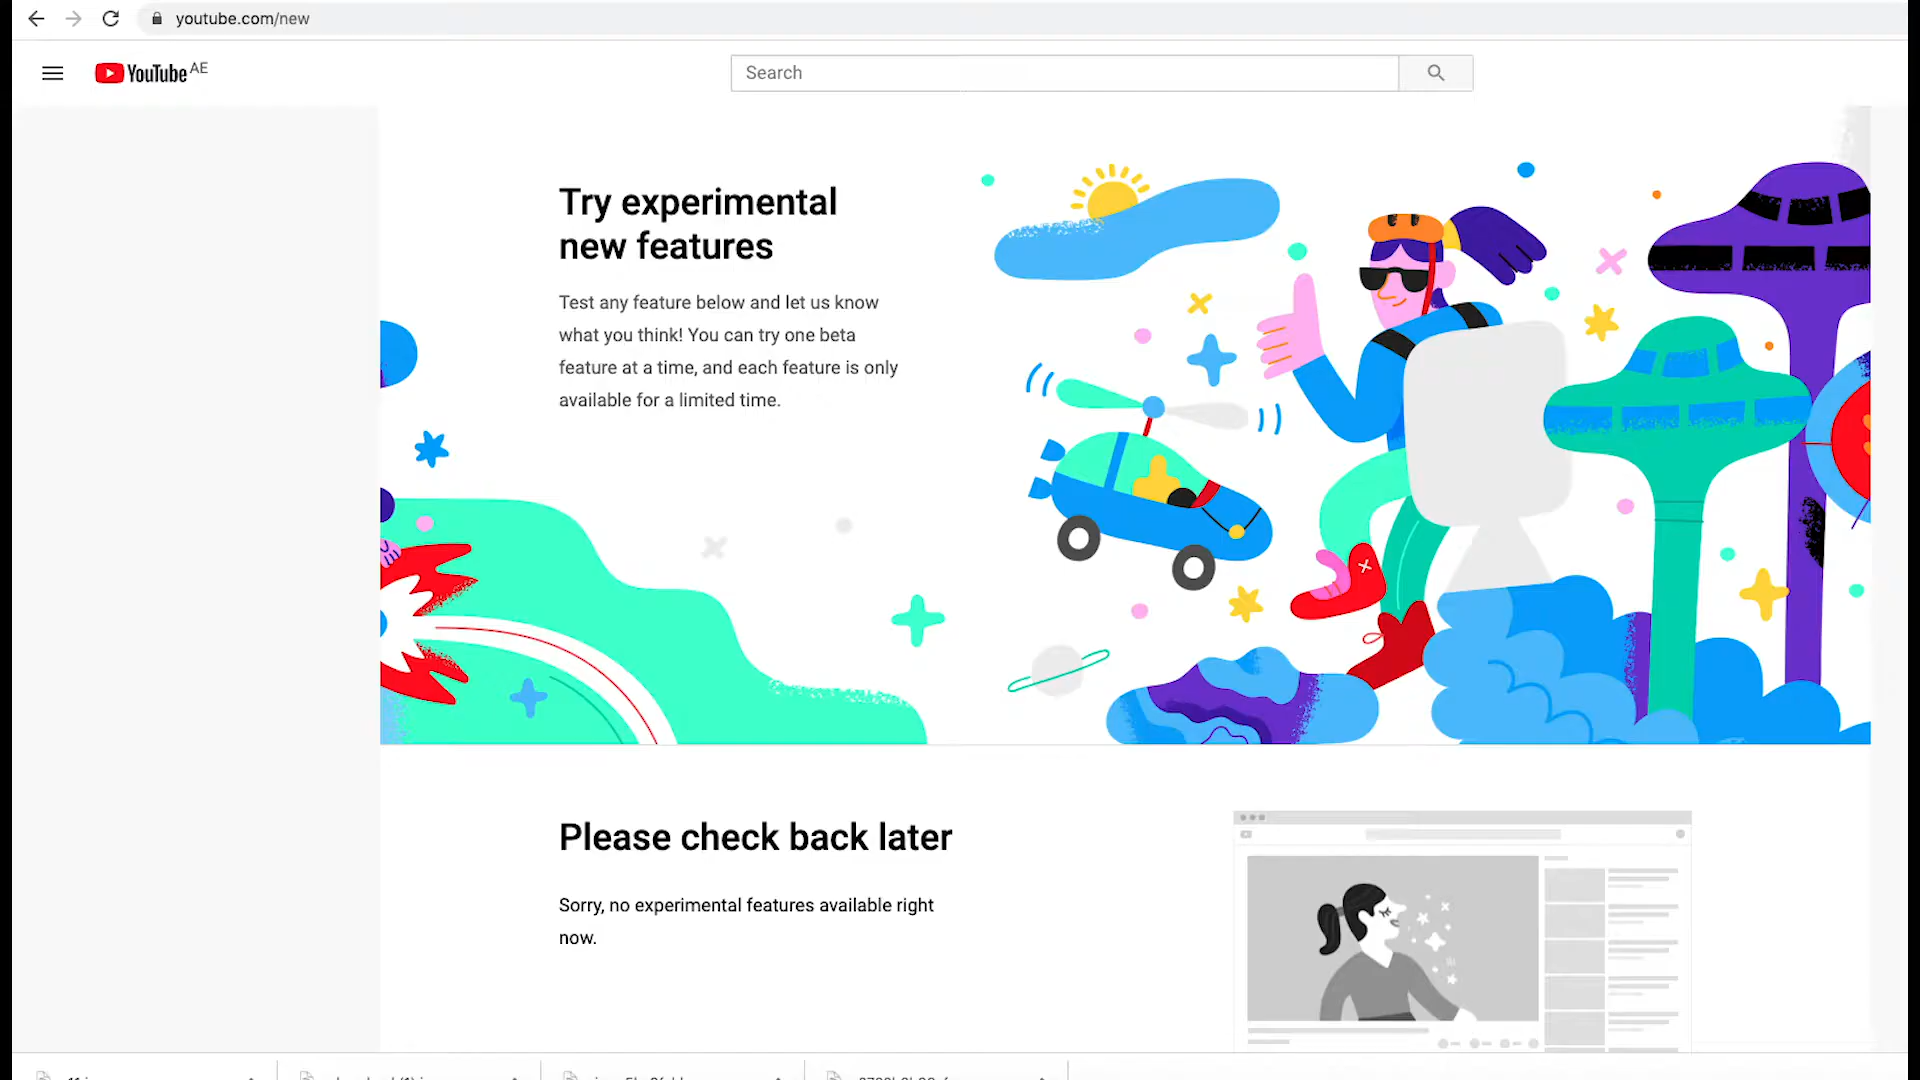 youtube.com/new
YouTube AE
Search
Try experimental
new features
Test any feature below and let us know
what you think! You can try one beta
feature at a time, and each feature is only
available for a limited time.
Please check back later
Sorry, no experimental features available right
now.